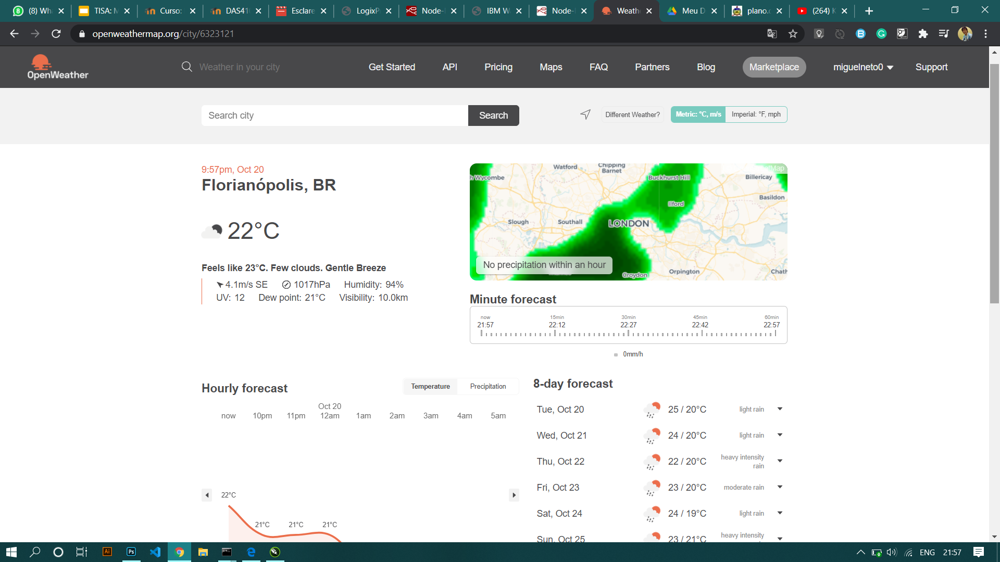 (8) Wh
TISA: M
Curso:
DAS41
Esclare
LogixP
Node-
IBM W
Node-
Weath
Meu D
plano.
(264) K
openweathermap.org/city/6323121
OpenWeather
Weather in your city
Get Started
API
Pricing
Maps
FAQ
Partners
Blog
Marketplace
miguelneto0
Support
Search city
Search
Different Weather?
Metric: °C, m/s
Imperial: °F, mph
9:57pm, Oct 20
Florianópolis, BR
22°C
Feels like 23°C. Few clouds. Gentle Breeze
4.1m/s SE 1017hPa Humidity: 94%
UV: 12 Dew point: 21°C Visibility: 10.0km
Watford
Chipping
Barnet
h Wycombe
Buckhurst Hill
Billericay
Basildon
Ilford
Slough
Southall
LONDON
No precipitation within an hour
Croydon
Orpington
Chath
Minute forecast
now 15min 30min 45min 60min
21:57 22:12 22:27 22:42 22:57
0mm/h
Hourly forecast
Temperature
Precipitation
Oct 20
now 10pm 11pm 12am 1am 2am 3am 4am 5am
22°C
21°C 21°C 21°C
8-day forecast
Tue, Oct 20 25 / 20°C light rain
Wed, Oct 21 24 / 20°C light rain
Thu, Oct 22 22 / 20°C heavy intensity rain
Fri, Oct 23 23 / 20°C moderate rain
Sat, Oct 24 24 / 19°C light rain
Sun, Oct 25 23 / 21°C heavy intensity
Ai
Ps
ENG
21:57